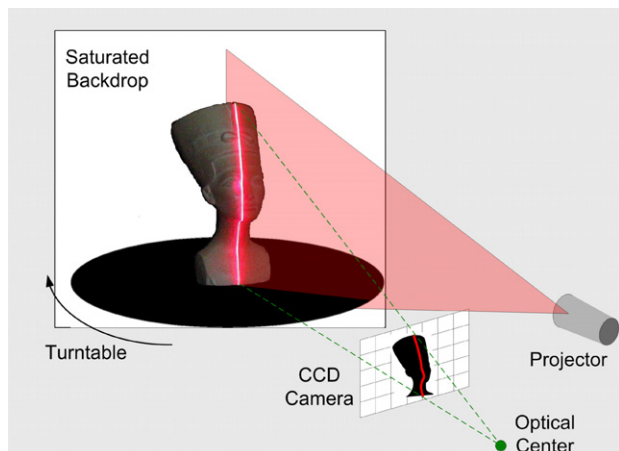 Saturated
Backdrop
Turntable
CCD
Camera
Projector
Optical
Center